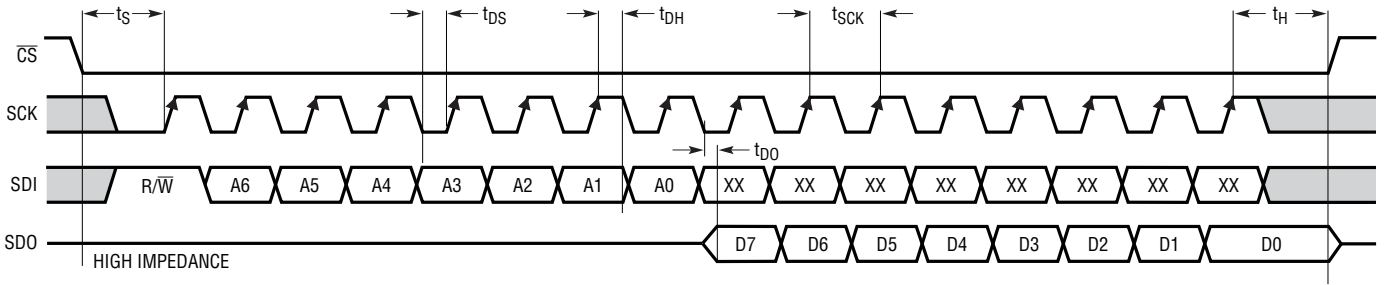 tS tDS tDH tSCK tH
C̅S̅
SCK
tDO
SDI R/W̅ A6 A5 A4 A3 A2 A1 A0 XX XX XX XX XX XX XX XX
SDO D7 D6 D5 D4 D3 D2 D1 D0
HIGH IMPEDANCE